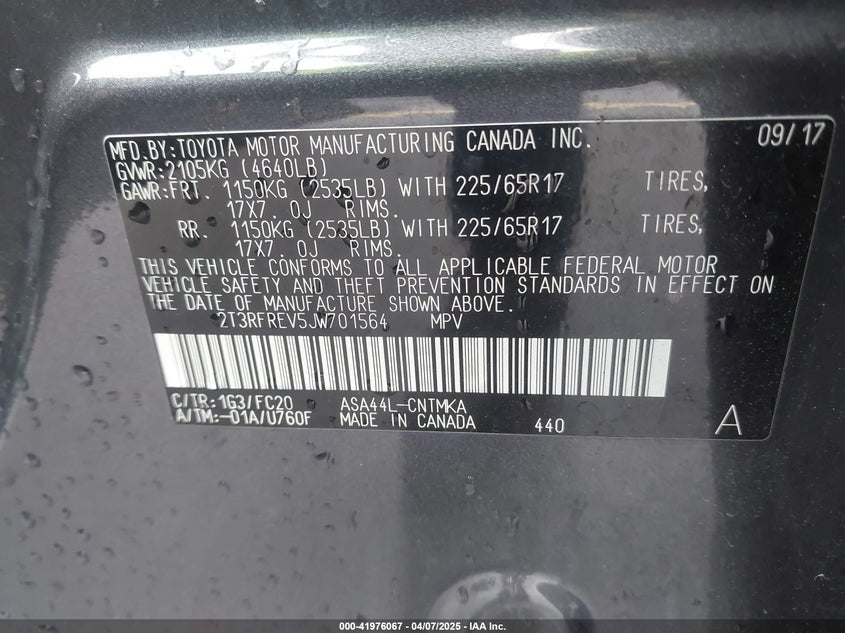 MFD.BY:TOYOTA MOTOR MANUFACTURING CANADA INC. 09/17
GVWR:2105KG (4640LB)
GAWR:FRT. 1150KG (2535LB) WITH 225/65R17 TIRES,
17X7.0J RIMS.
RR. 1150KG (2535LB) WITH 225/65R17 TIRES,
17X7.0J RIMS.
THIS VEHICLE CONFORMS TO ALL APPLICABLE FEDERAL MOTOR
VEHICLE SAFETY AND THEFT PREVENTION STANDARDS IN EFFECT ON
THE DATE OF MANUFACTURE SHOWN ABOVE.
2T3RFREV5JW701564 MPV
C/TR:1G3/FC20 ASA44L-CNTMKA
A/TM:-01A/U760F MADE IN CANADA 440 A
000-41976067 - 04/07/2025 - IAA Inc.